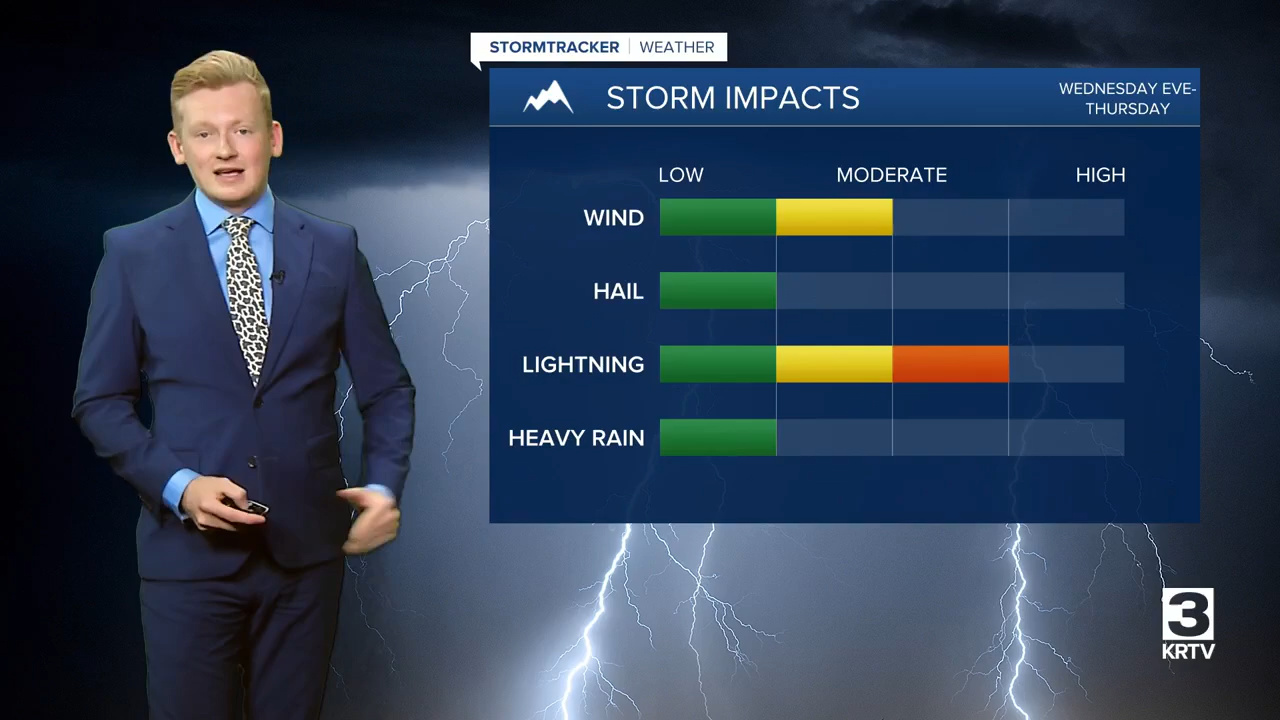 STORMTRACKER | WEATHER
STORM IMPACTS
WEDNESDAY EVE-
THURSDAY
LOW MODERATE HIGH
WIND
HAIL
LIGHTNING
HEAVY RAIN
3
KRTV